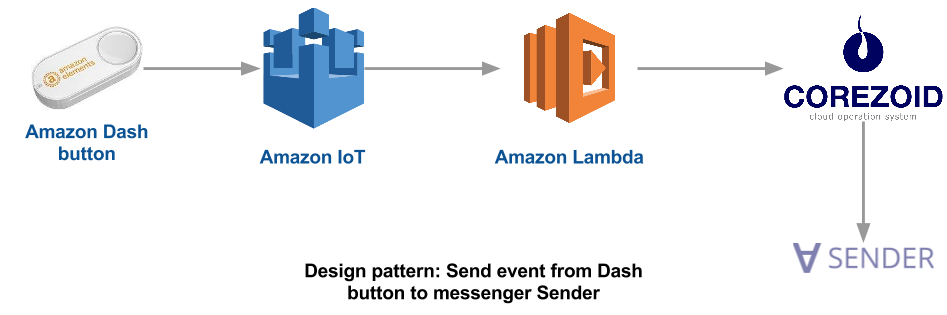 amazon
elements
Amazon Dash
button
Amazon IoT
Amazon Lambda
COREZOID
cloud operation system
SENDER
Design pattern: Send event from Dash
button to messenger Sender